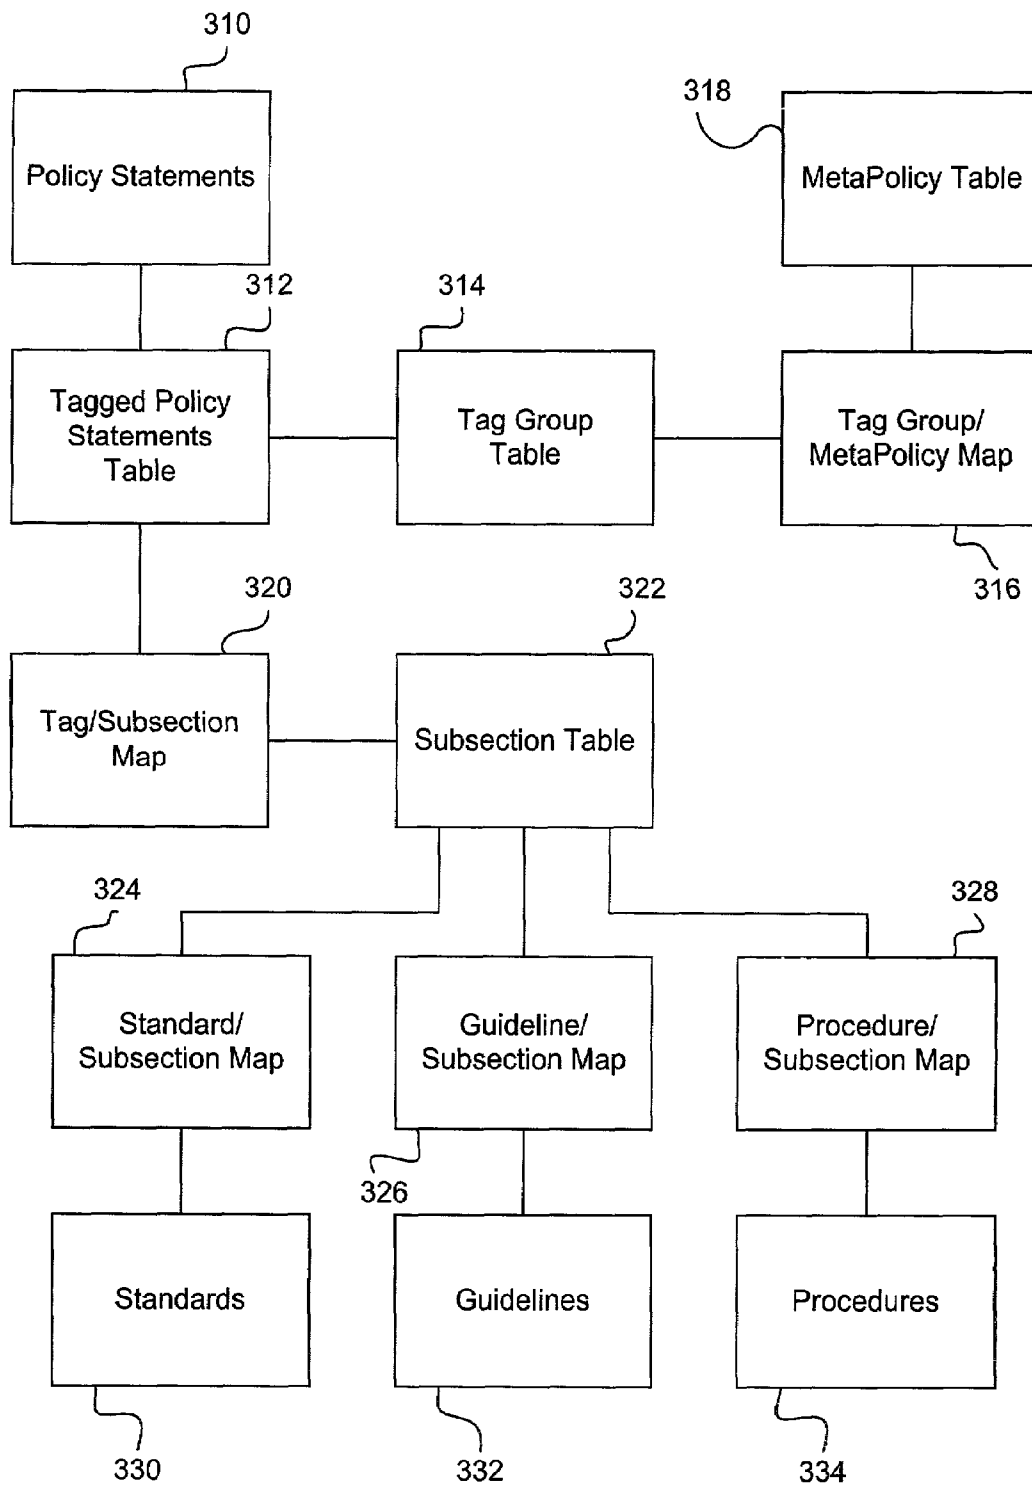 310
318
Policy Statements
MetaPolicy Table
312
314
Tagged Policy
Statements
Table
Tag Group
Table
Tag Group/
MetaPolicy Map
316
320
322
Tag/Subsection
Map
Subsection Table
324
328
Standard/
Subsection Map
Guideline/
Subsection Map
Procedure/
Subsection Map
326
Standards
Guidelines
Procedures
330
332
334